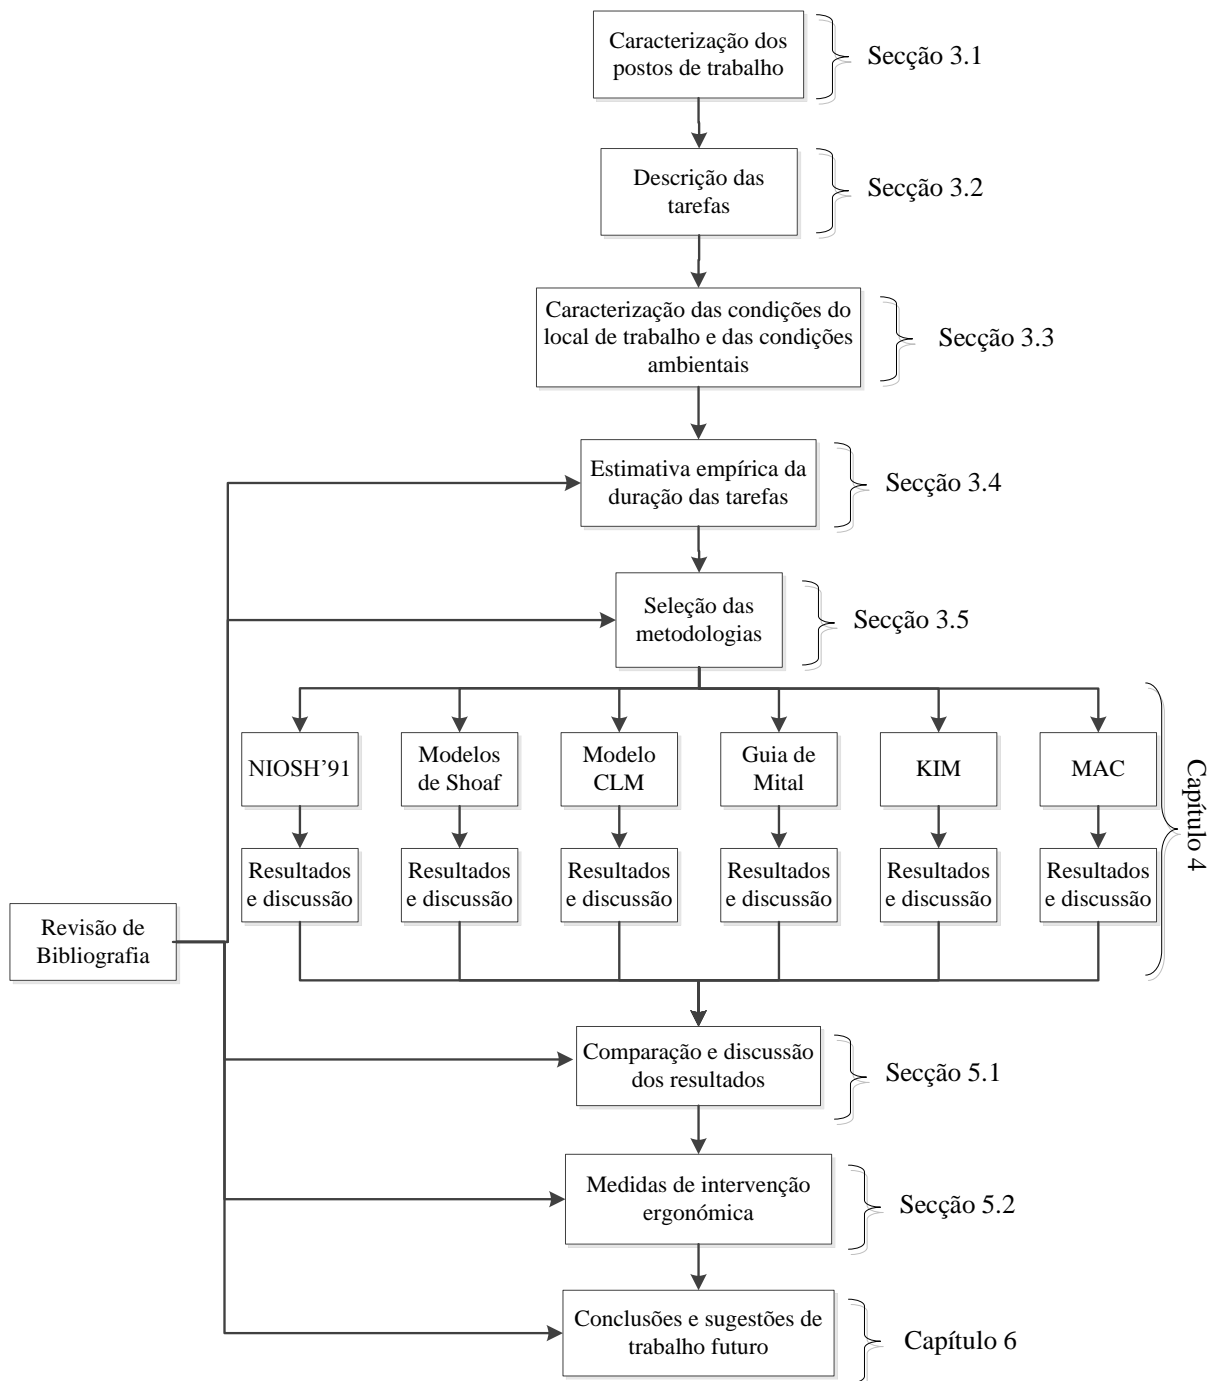 Caracterização dos
postos de trabalho
Secção 3.1
Descrição das
tarefas
Secção 3.2
Caracterização das condições do
local de trabalho e das condições
ambientais
Secção 3.3
Estimativa empírica da
duração das tarefas
Secção 3.4
Seleção das
metodologias
Secção 3.5
NIOSH’91
Modelos
de Shoaf
Modelo
CLM
Guia de
Mital
KIM
MAC
Capítulo 4
Resultados
e discussão
Resultados
e discussão
Resultados
e discussão
Resultados
e discussão
Resultados
e discussão
Resultados
e discussão
Revisão de
Bibliografia
Comparação e discussão
dos resultados
Secção 5.1
Medidas de intervenção
ergonómica
Secção 5.2
Conclusões e sugestões de
trabalho futuro
Capítulo 6